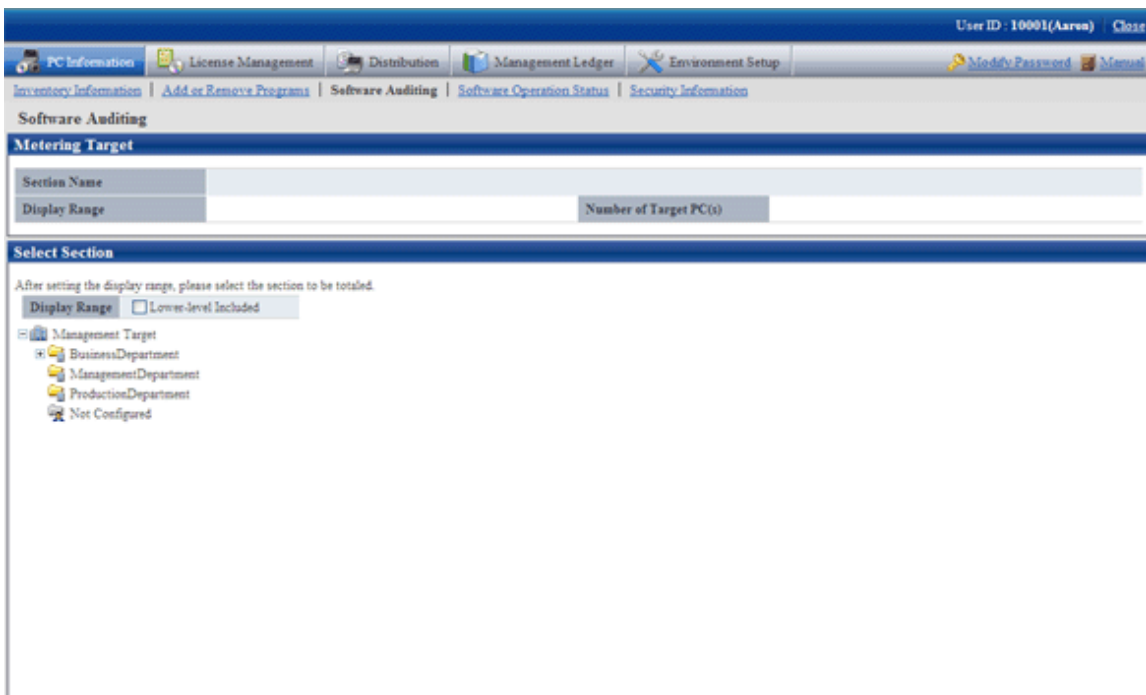 User ID : 10001(Aaron) Close
PC Information License Management Distribution Management Ledger Environment Setup Modify Password Manual
Inventory Information | Add or Remove Programs | Software Auditing | Software Operation Status | Security Information
Software Auditing
Metering Target
Section Name
Display Range Number of Target PC(s)
Select Section
After setting the display range, please select the section to be totaled.
Display Range Lower-level Included
Management Target
BusinessDepartment
ManagementDepartment
ProductionDepartment
Not Configured